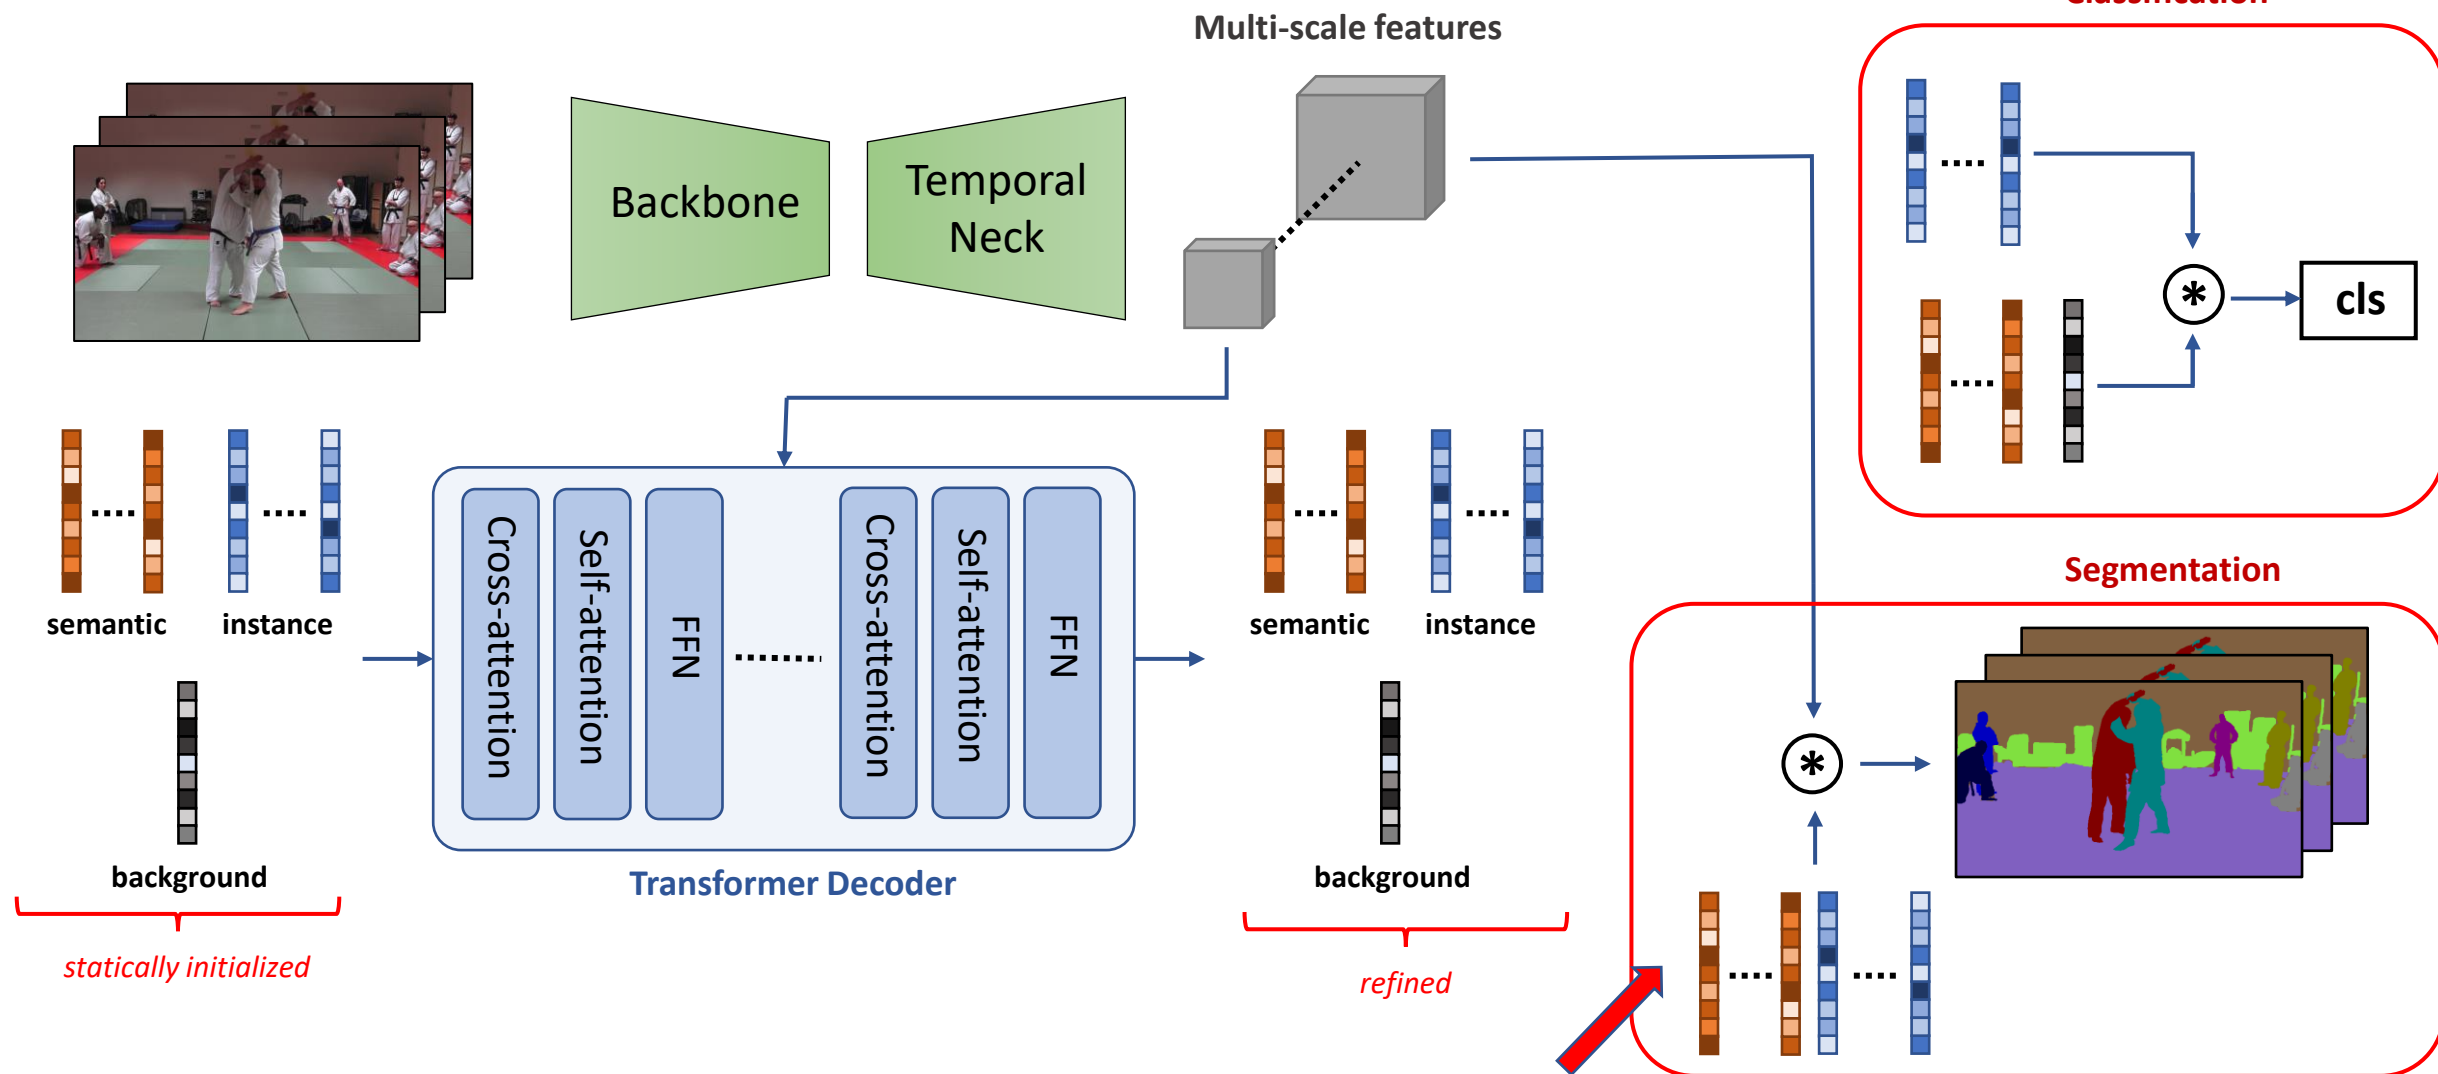 Classification
Multi-scale features
Backbone
Temporal
Neck
*
cls
semantic
instance
background
statically initialized
Cross-attention
Self-attention
FFN
Cross-attention
Self-attention
FFN
Transformer Decoder
semantic
instance
background
refined
Segmentation
*